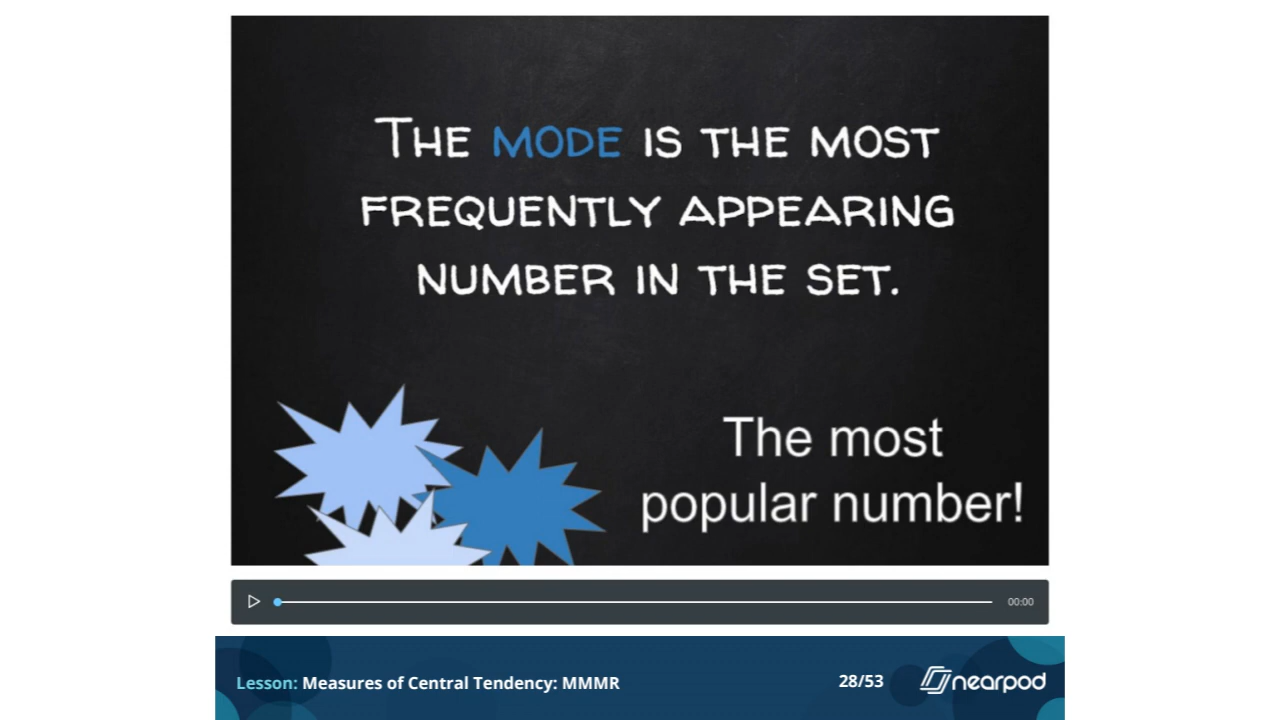 The mode is the most
frequently appearing
number in the set.
The most
popular number!
00:00
Lesson: Measures of Central Tendency: MMMR
28/53
nearpod